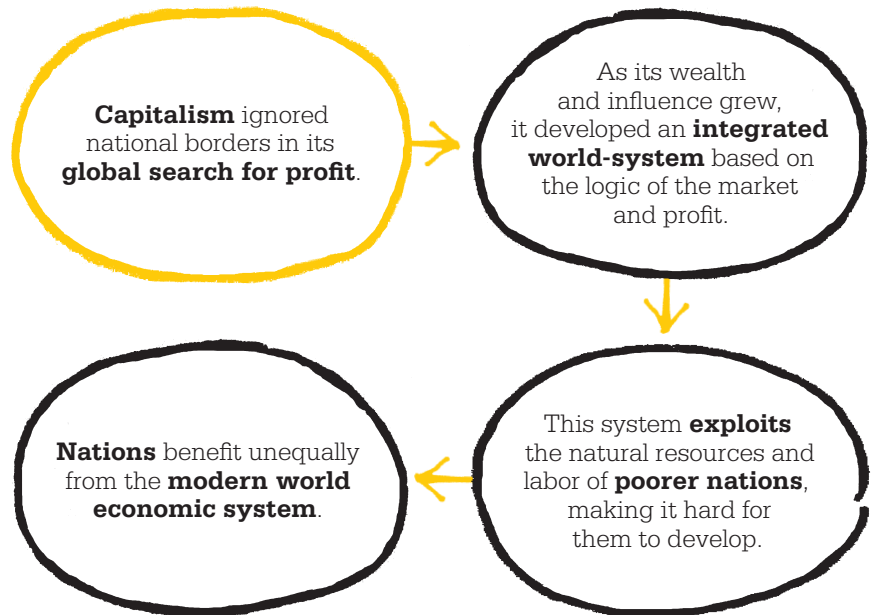 Capitalism ignored
national borders in its
global search for profit.
As its wealth
and influence grew,
it developed an integrated
world-system based on
the logic of the market
and profit.
This system exploits
the natural resources and
labor of poorer nations,
making it hard for
them to develop.
Nations benefit unequally
from the modern world
economic system.